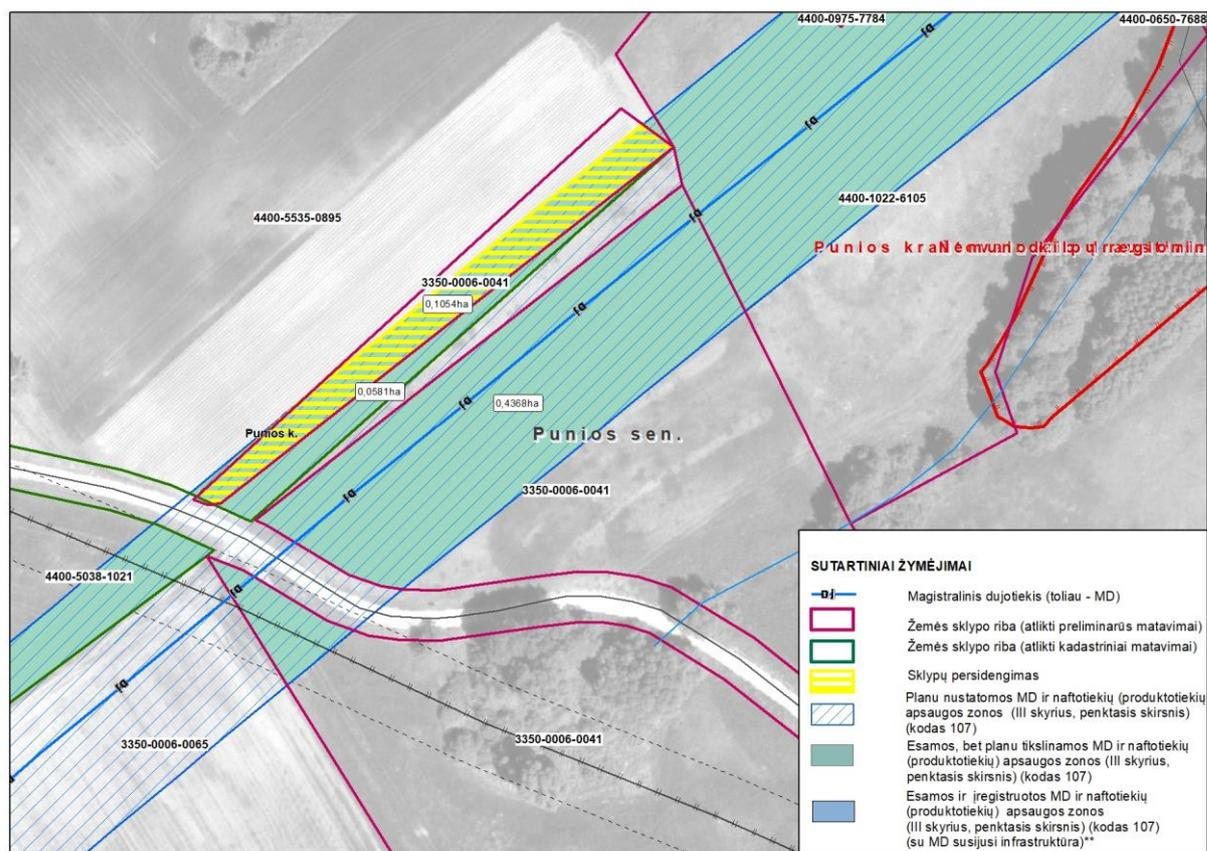 4400-0975-7784
4400-0650-7688
4400-5535-0895
4400-1022-6105
3350-0006-0041
0,1054ha
0,0581ha
0,4368ha
Punios k.
Punios sen.
3350-0006-0041
4400-5038-1021
3350-0006-0065
3350-0006-0041
SUTARTINIAI ŽYMĖJIMAI
Magistralinis dujotiekis (toliau - MD)
Žemės sklypo riba (atlikti preliminarūs matavimai)
Žemės sklypo riba (atlikti kadastriniai matavimai)
Sklypų persidengimas
Planu nustatomos MD ir naftotiekių (produktotiekių)
apsaugos zonos (III skyrius, penktasis skirsnis)
(kodas 107)
Esamos, bet planu tikslinamos MD ir naftotiekių
(produktotiekių) apsaugos zonos (III skyrius,
penktasis skirsnis) (kodas 107)
Esamos ir įregistruotos MD ir naftotiekių
(produktotiekių) apsaugos zonos
(III skyrius, penktasis skirsnis) (kodas 107)
(su MD susijusi infrastruktūra)**